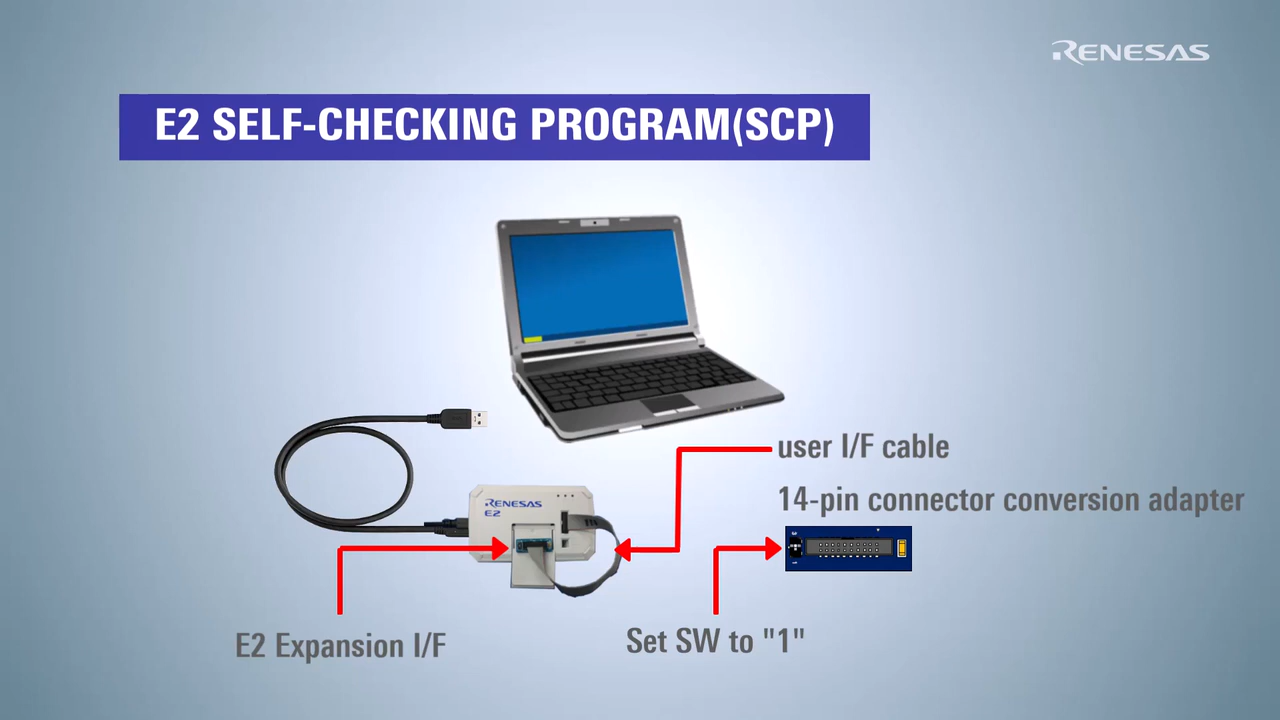 RENESAS
E2 SELF-CHECKING PROGRAM(SCP)
user I/F cable
14-pin connector conversion adapter
RENESAS
E2
E2 Expansion I/F
Set SW to "1"